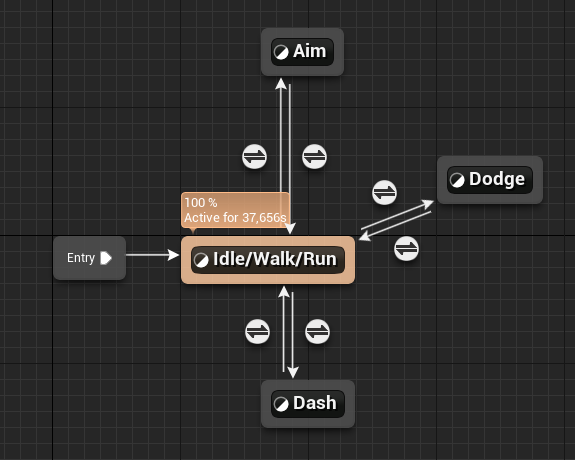 Aim
Dodge
100 %
Active for 37,656s
Entry
Idle/Walk/Run
Dash